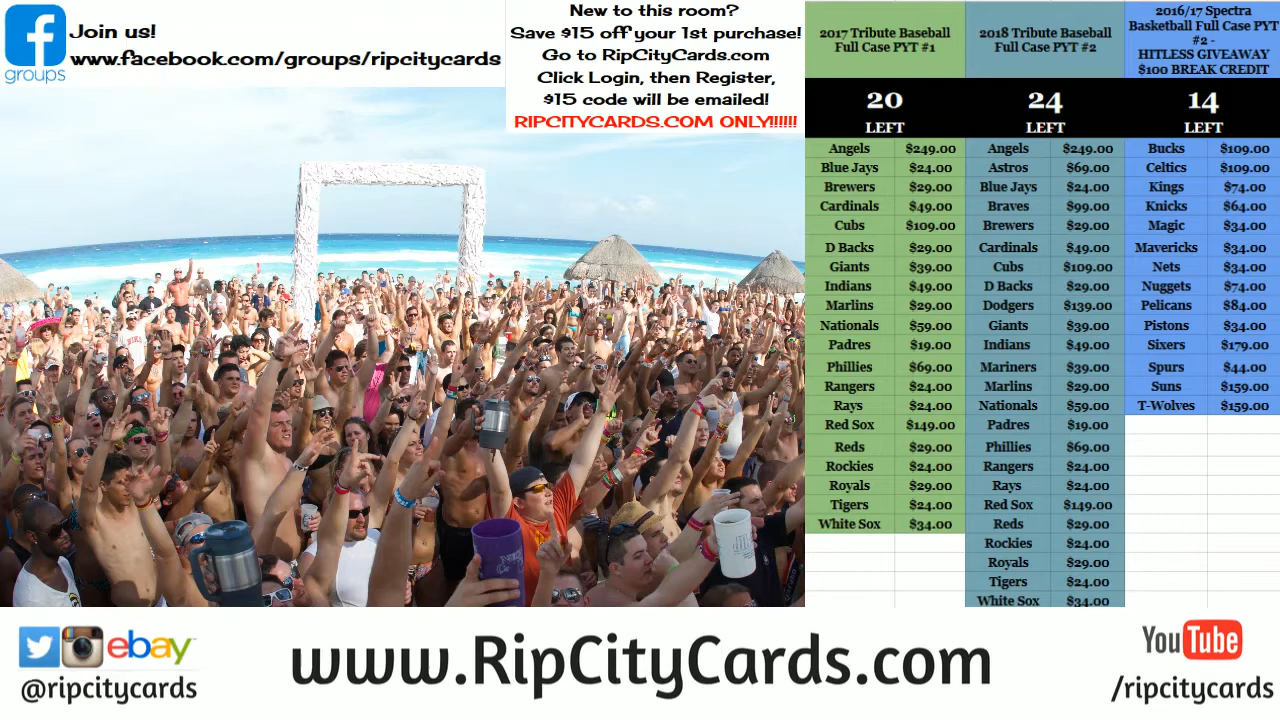 facebook groups
Join us!
www.facebook.com/groups/ripcitycards
New to this room?
Save $15 off your 1st purchase!
Go to RipCityCards.com
Click Login, then Register,
$15 code will be emailed!
RIPCITYCARDS.COM ONLY!!!!!!
2017 Tribute Baseball
Full Case PYT #1
20
LEFT
Angels $249.00
Blue Jays $24.00
Brewers $29.00
Cardinals $49.00
Cubs $109.00
D Backs $29.00
Giants $39.00
Indians $49.00
Marlins $29.00
Nationals $59.00
Padres $19.00
Phillies $69.00
Rangers $24.00
Rays $24.00
Red Sox $149.00
Reds $29.00
Rockies $24.00
Royals $29.00
Tigers $24.00
White Sox $34.00
2018 Tribute Baseball
Full Case PYT #2
24
LEFT
Angels $249.00
Astros $69.00
Blue Jays $24.00
Braves $99.00
Brewers $29.00
Cardinals $49.00
Cubs $109.00
D Backs $29.00
Dodgers $139.00
Giants $39.00
Indians $49.00
Mariners $39.00
Marlins $29.00
Nationals $59.00
Padres $19.00
Phillies $69.00
Rangers $24.00
Rays $24.00
Red Sox $149.00
Reds $29.00
Rockies $24.00
Royals $29.00
Tigers $24.00
White Sox $34.00
2016/17 Spectra
Basketball Full Case PYT
#2 -
HITLESS GIVEAWAY
$100 BREAK CREDIT
14
LEFT
Bucks $109.00
Celtics $109.00
Kings $74.00
Knicks $64.00
Magic $34.00
Mavericks $34.00
Nets $34.00
Nuggets $74.00
Pelicans $84.00
Pistons $34.00
Sixers $179.00
Spurs $44.00
Suns $159.00
T-Wolves $159.00
ebay
@ripcitycards
www.RipCityCards.com
YouTube
/ripcitycards